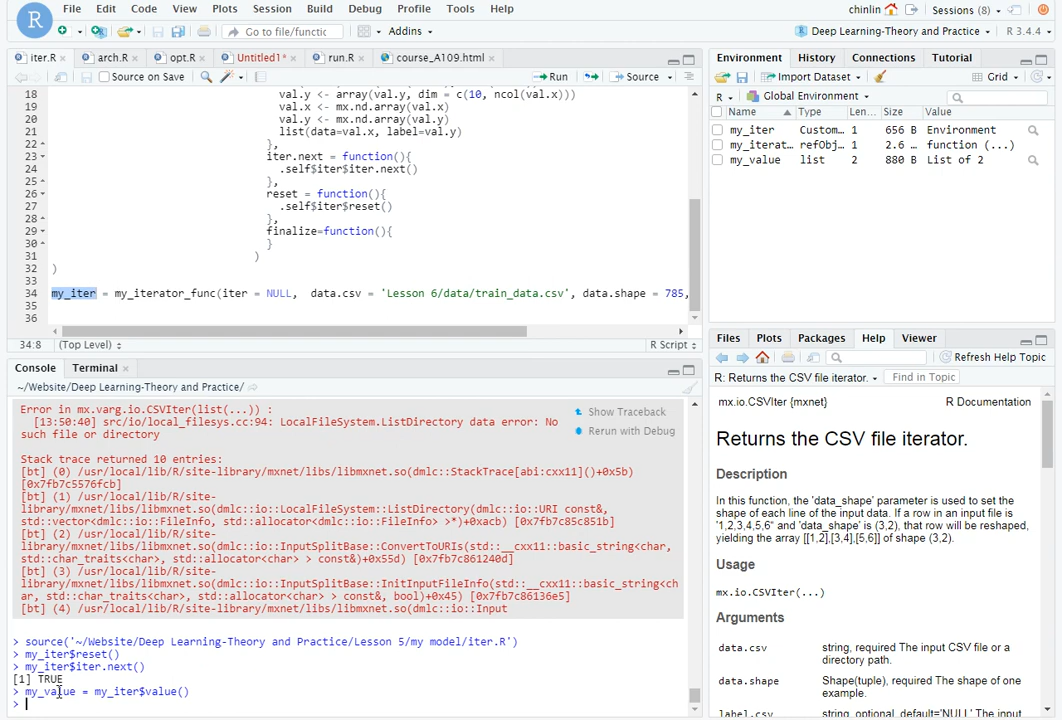 File Edit Code View Plots Session Build Debug Profile Tools Help
chinlin Sessions (8)
Go to file/functic Addins
Deep Learning-Theory and Practice R 3.4.4
iter.R arch.R opt.R Untitled1* run.R course_A109.html
Source on Save Run Source
18 val.y <- array(val.y, dim = c(10, ncol(val.x)))
19 val.x <- mx.nd.array(val.x)
20 val.y <- mx.nd.array(val.y)
21 list(data=val.x, label=val.y)
22 },
23 iter.next = function(){
24 .self$iter$iter.next()
25 },
26 reset = function(){
27 .self$iter$reset()
28 },
29 finalize=function(){
30 }
31 )
32 )
33
34 my_iter = my_iterator_func(iter = NULL, data.csv = 'Lesson 6/data/train_data.csv', data.shape = 785,
35
36
34:8 (Top Level) R Script
Console Terminal
~/Website/Deep Learning-Theory and Practice/
Error in mx.varg.io.CSVIter(list(...)) :
[13:50:40] src/io/local_filesys.cc:94: LocalFileSystem.ListDirectory data error: No
such file or directory
Show Traceback
Rerun with Debug
Stack trace returned 10 entries:
[bt] (0) /usr/local/lib/R/site-library/mxnet/libs/libmxnet.so(dmlc::StackTrace[abi:cxx11]()+0x5b)
[0x7fb7c5576fcb]
[bt] (1) /usr/local/lib/R/site-
library/mxnet/libs/libmxnet.so(dmlc::io::LocalFileSystem::ListDirectory(dmlc::io::URI const&,
std::vector<dmlc::io::FileInfo, std::allocator<dmlc::io::FileInfo> >*)+0xacb) [0x7fb7c85c851b]
[bt] (2) /usr/local/lib/R/site-
library/mxnet/libs/libmxnet.so(dmlc::io::InputSplitBase::ConvertToURIs(std::__cxx11::basic_string<char,
std::char_traits<char>, std::allocator<char> > const&)+0x55d) [0x7fb7c861240d]
[bt] (3) /usr/local/lib/R/site-
library/mxnet/libs/libmxnet.so(dmlc::io::InputSplitBase::InitInputFileInfo(std::__cxx11::basic_string<ch
ar, std::char_traits<char>, std::allocator<char> > const&, bool)+0x45) [0x7fb7c86136e5]
[bt] (4) /usr/local/lib/R/site-library/mxnet/libs/libmxnet.so(dmlc::io::Input
> source('~/Website/Deep Learning-Theory and Practice/Lesson 5/my model/iter.R')
> my_iter$reset()
> my_iter$iter.next()
[1] TRUE
> my_value = my_iter$value()
>
Environment History Connections Tutorial
Import Dataset Grid
R Global Environment
Name Type Len... Size Value
my_iter Custom... 1 656 B Environment
my_iterat... refObj... 1 2.6 ... function (...)
my_value list 2 880 B List of 2
Files Plots Packages Help Viewer
Refresh Help Topic
R: Returns the CSV file iterator. Find in Topic
mx.io.CSVIter {mxnet} R Documentation
Returns the CSV file iterator.
Description
In this function, the 'data_shape' parameter is used to set the
shape of each line of the input data. If a row in an input file is
'1,2,3,4,5,6" and 'data_shape' is (3,2), that row will be reshaped,
yielding the array [[1,2],[3,4],[5,6]] of shape (3,2).
Usage
mx.io.CSVIter(...)
Arguments
data.csv string, required The input CSV file or a
directory path.
data.shape Shape(tuple), required The shape of one
example.
label.csv string, optional, default='NULL' The input